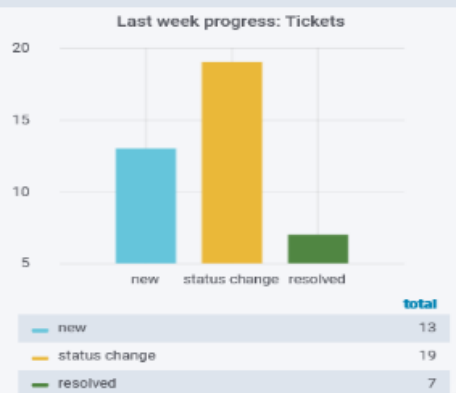 Last week progress: Tickets
20
15
10
5
new status change resolved
total
new 13
status change 19
resolved 7